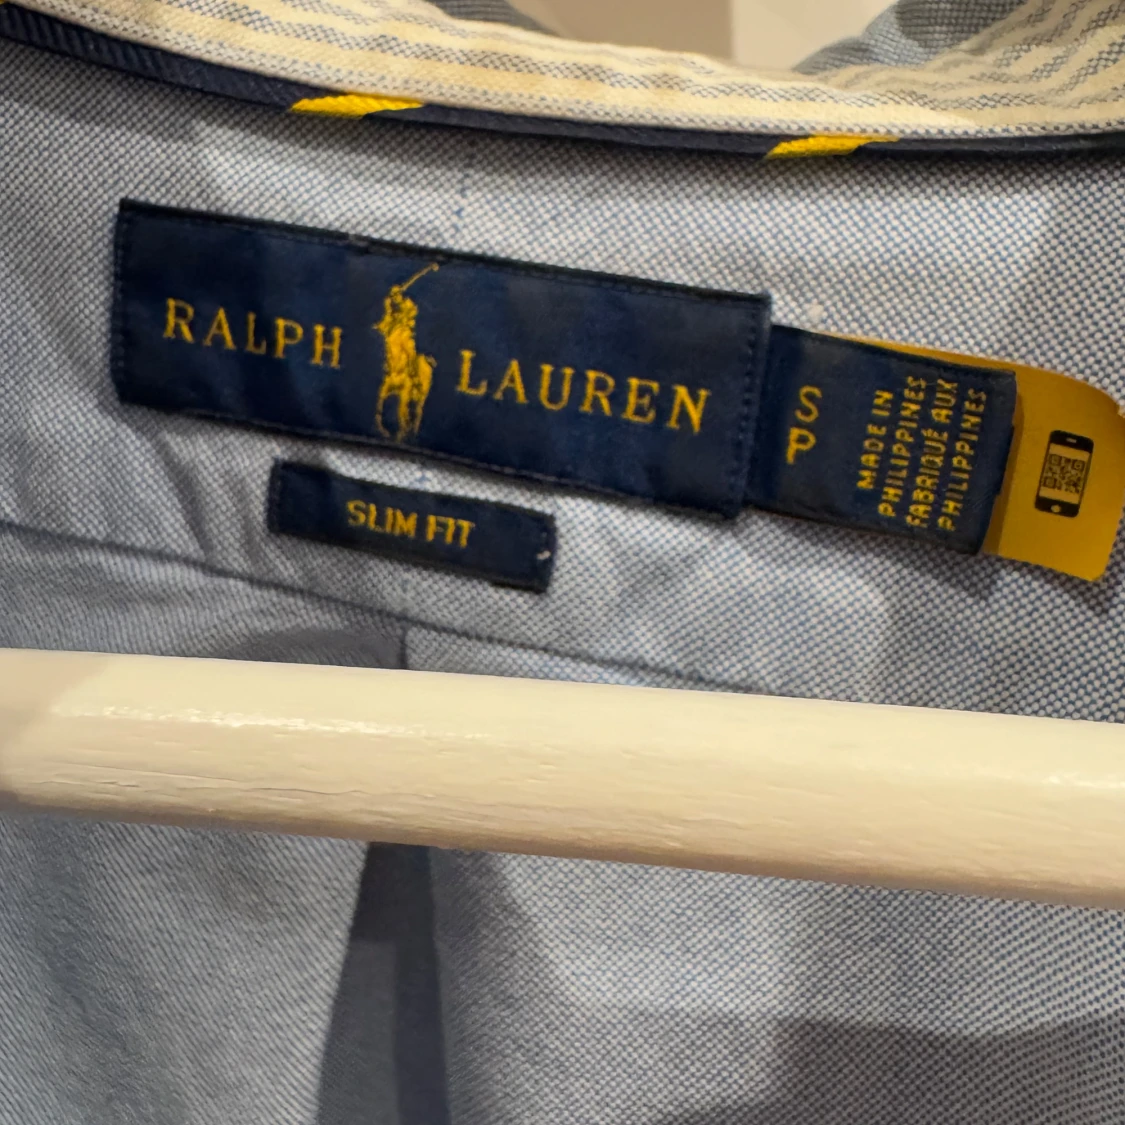 RALPH LAUREN
SLIM FIT
S
P
MADE IN
PHILIPPINES
FABRIQUÉ AUX
PHILIPPINES